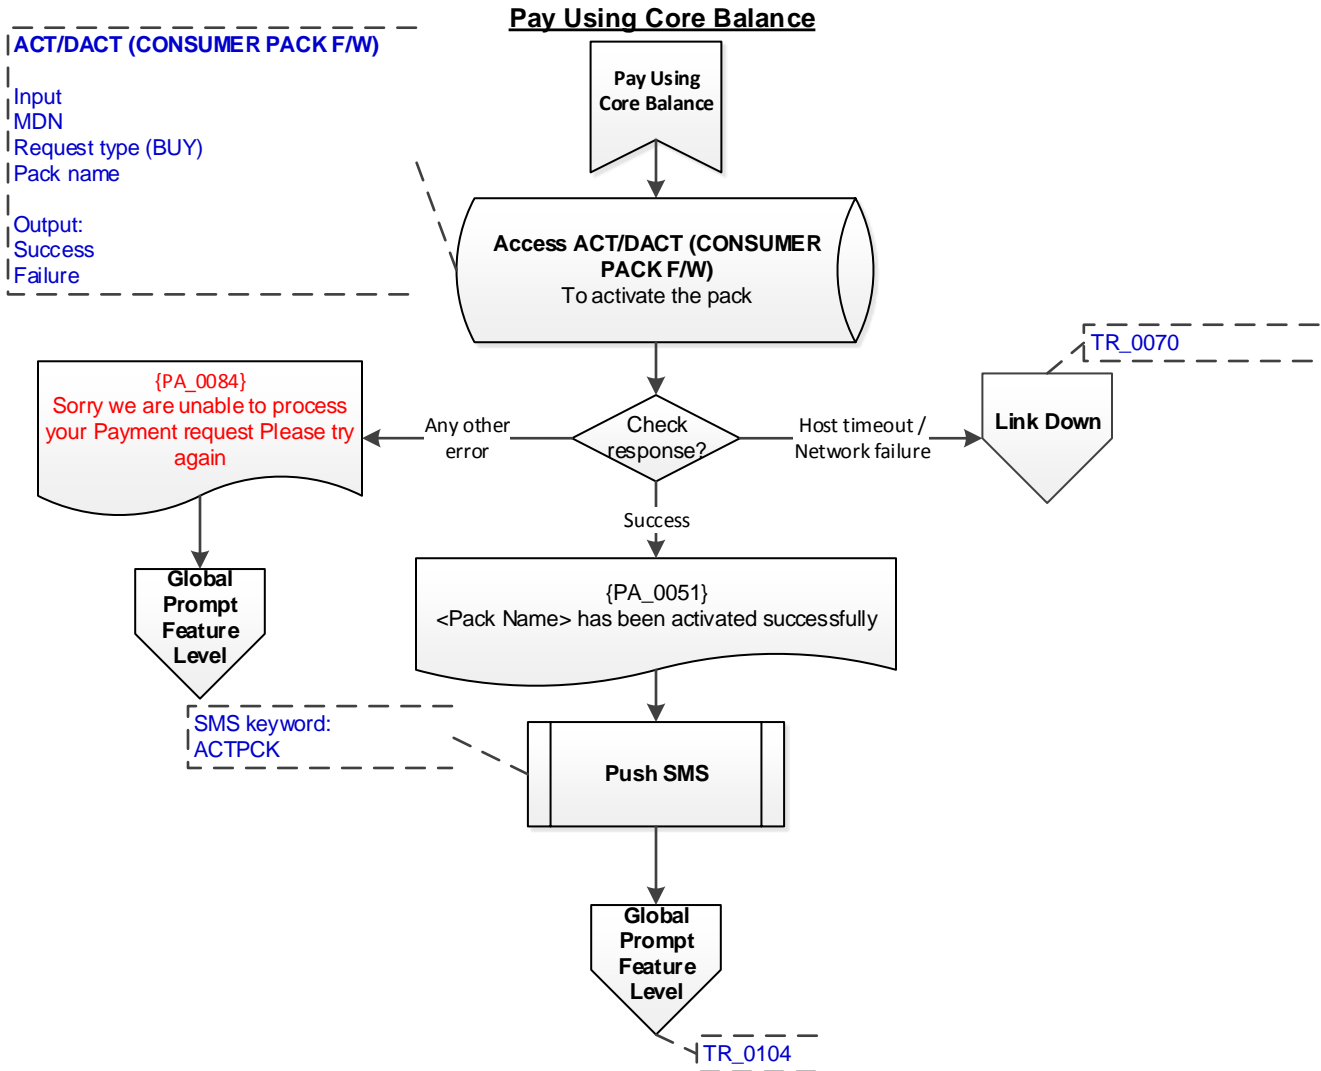 Pay Using Core Balance
ACT/DACT (CONSUMER PACK F/W)
Input
MDN
Request type (BUY)
Pack name
Output:
Success
Failure
Pay Using
Core Balance
Access ACT/DACT (CONSUMER
PACK F/W)
To activate the pack
TR_0070
{PA_0084}
Sorry we are unable to process
your Payment request Please try
again
Any other
error
Check
response?
Host timeout /
Network failure
Link Down
Success
Global
Prompt
Feature
Level
{PA_0051}
<Pack Name> has been activated successfully
SMS keyword:
ACTPCK
Push SMS
Global
Prompt
Feature
Level
TR_0104